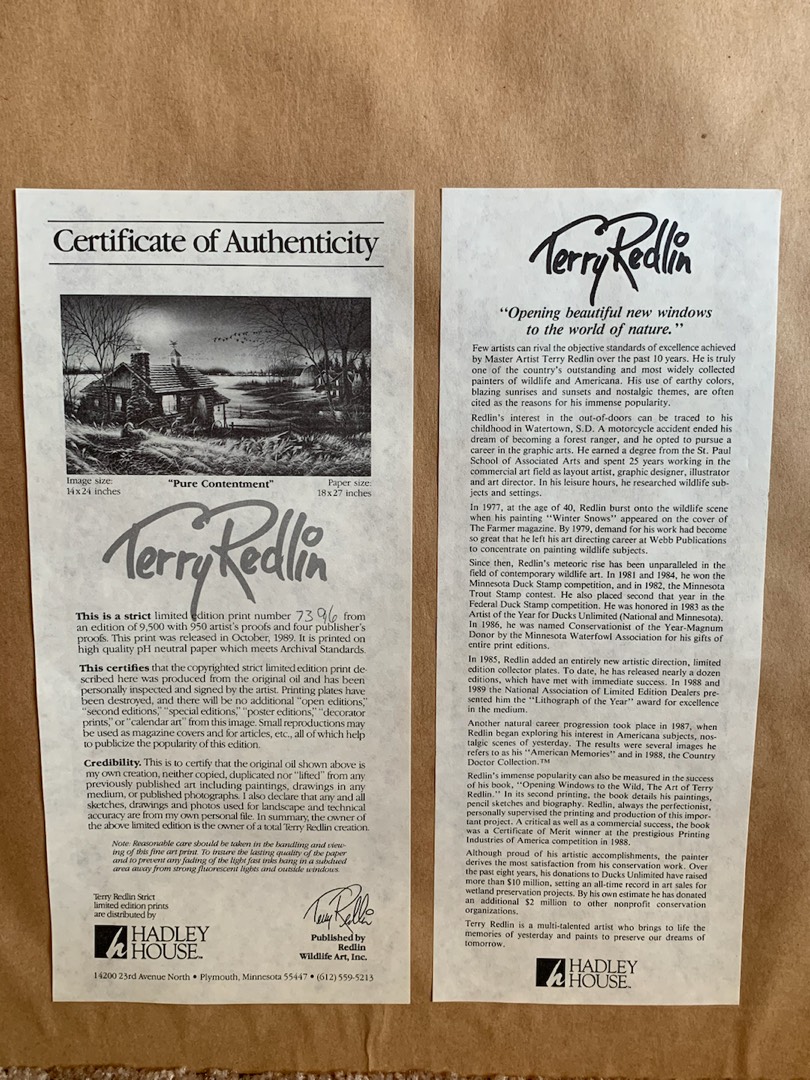 Certificate of Authenticity
Image size:
14x24 inches
"Pure Contentment"
Paper size:
18x27 inches
Terry Redlin
This is a strict limited edition print number 7396 from
an edition of 9,500 with 950 artist's proofs and four publisher's
proofs. This print was released in October, 1989. It is printed on
high quality pH neutral paper which meets Archival Standards.
This certifies that the copyrighted strict limited edition print de-
scribed here was produced from the original oil and has been
personally inspected and signed by the artist. Printing plates have
been destroyed, and there will be no additional "open editions,"
"second editions," "special editions," "poster editions," "decorator
prints," or "calendar art" from this image. Small reproductions may
be used as magazine covers and for articles, etc., all of which help
to publicize the popularity of this edition.
Credibility. This is to certify that the original oil shown above is
my own creation, neither copied, duplicated nor "lifted" from any
previously published art including paintings, drawings in any
medium, or published photographs. I also declare that any and all
sketches, drawings and photos used for landscape and technical
accuracy are from my own personal file. In summary, the owner of
the above limited edition is the owner of a total Terry Redlin creation.
Note: Reasonable care should be taken in the handling and view-
ing of this fine art print. To insure the lasting quality of the paper
and to prevent any fading of the light fast inks hang in a subdued
area away from strong fluorescent lights and outside windows.
Terry Redlin Strict
limited edition prints
are distributed by
HADLEY
HOUSE™
Terry Redlin
Published by
Redlin
Wildlife Art, Inc.
14200 23rd Avenue North • Plymouth, Minnesota 55447 • (612) 559-5213
Terry Redlin
"Opening beautiful new windows
to the world of nature."
Few artists can rival the objective standards of excellence achieved
by Master Artist Terry Redlin over the past 10 years. He is truly
one of the country's outstanding and most widely collected
painters of wildlife and Americana. His use of earthy colors,
blazing sunrises and sunsets and nostalgic themes, are often
cited as the reasons for his immense popularity.
Redlin's interest in the out-of-doors can be traced to his
childhood in Watertown, S.D. A motorcycle accident ended his
dream of becoming a forest ranger, and he opted to pursue a
career in the graphic arts. He earned a degree from the St. Paul
School of Associated Arts and spent 25 years working in the
commercial art field as layout artist, graphic designer, illustrator
and art director. In his leisure hours, he researched wildlife sub-
jects and settings.
In 1977, at the age of 40, Redlin burst onto the wildlife scene
when his painting "Winter Snows" appeared on the cover of
The Farmer magazine. By 1979, demand for his work had become
so great that he left his art directing career at Webb Publications
to concentrate on painting wildlife subjects.
Since then, Redlin's meteoric rise has been unparalleled in the
field of contemporary wildlife art. In 1981 and 1984, he won the
Minnesota Duck Stamp competition, and in 1982, the Minnesota
Trout Stamp contest. He also placed second that year in the
Federal Duck Stamp competition. He was honored in 1983 as the
Artist of the Year for Ducks Unlimited (National and Minnesota).
In 1986, he was named Conservationist of the Year-Magnum
Donor by the Minnesota Waterfowl Association for his gifts of
entire print editions.
In 1985, Redlin added an entirely new artistic direction, limited
edition collector plates. To date, he has released nearly a dozen
editions, which have met with immediate success. In 1988 and
1989 the National Association of Limited Edition Dealers pre-
sented him the "Lithograph of the Year" award for excellence
in the medium.
Another natural career progression took place in 1987, when
Redlin began exploring his interest in Americana subjects, nos-
talgic scenes of yesterday. The results were several images he
refers to as his "American Memories" and in 1988, the Country
Doctor Collection.™
Redlin's immense popularity can also be measured in the success
of his book, "Opening Windows to the Wild, The Art of Terry
Redlin." In its second printing, the book details his paintings,
pencil sketches and biography. Redlin, always the perfectionist,
personally supervised the printing and production of this impor-
tant project. A critical as well as a commercial success, the book
was a Certificate of Merit winner at the prestigious Printing
Industries of America competition in 1988.
Although proud of his artistic accomplishments, the painter
derives the most satisfaction from his conservation work. Over
the past eight years, his donations to Ducks Unlimited have raised
more than $10 million, setting an all-time record in art sales for
wetland preservation projects. By his own estimate he has donated
an additional $2 million to other nonprofit conservation
organizations.
Terry Redlin is a multi-talented artist who brings to life the
memories of yesterday and paints to preserve our dreams of
tomorrow.
HADLEY
HOUSE™